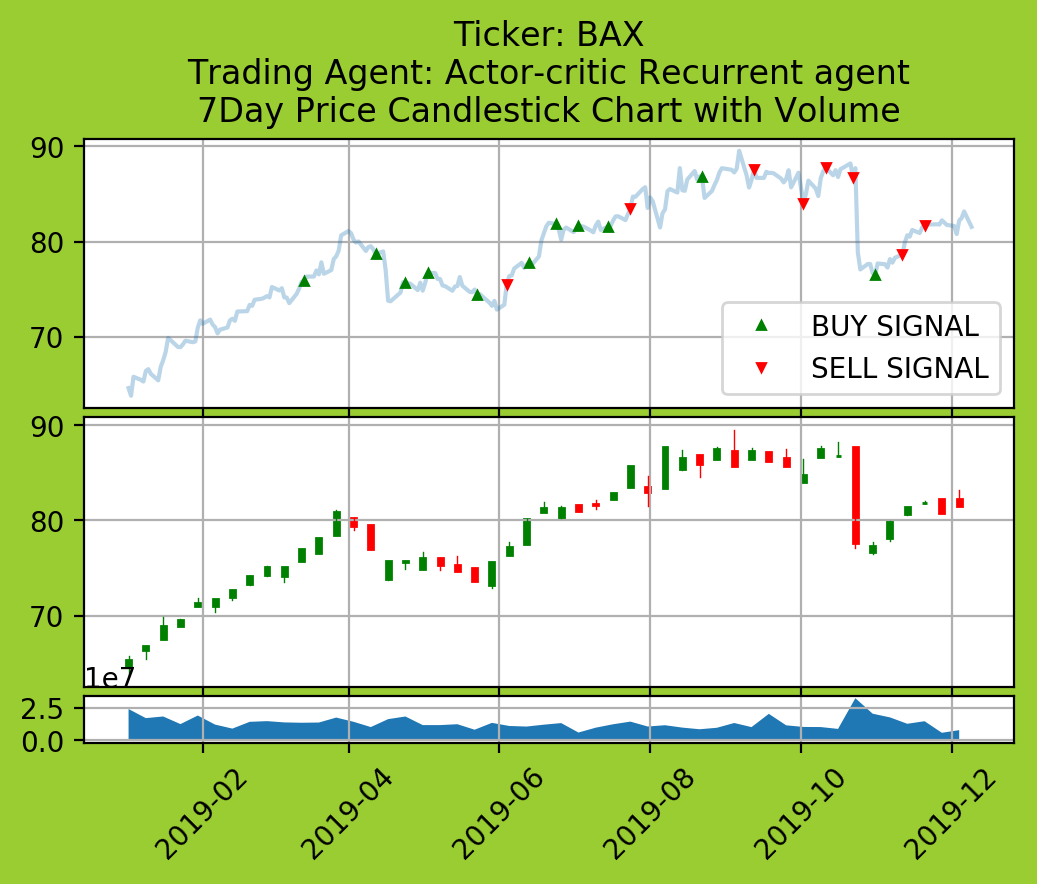 Ticker: BAX
Trading Agent: Actor-critic Recurrent agent
7Day Price Candlestick Chart with Volume
90
80
70
BUY SIGNAL
SELL SIGNAL
90
80
70
1e7
2.5
0.0
2019-02
2019-04
2019-06
2019-08
2019-10
2019-12